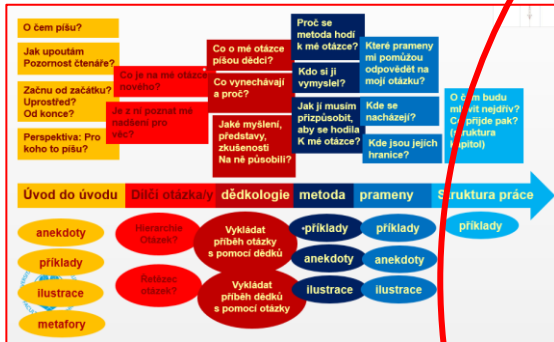 O čem píšu?
Jak upoutám
Pozornost čtenáře?
Začnu od začátku?
Uprostřed?
Od konce?
Perspektiva: Pro
koho to píšu?
Co je na mé otázce
nového?
Je z ní poznat mé
nadšení pro
věc?
Co o mé otázce
píšou dědci?
Co vynechávají
a proč?
Jaké myšlení,
představy,
zkušenosti
Na ně působili?
Proč se
metoda hodí
k mé otázce?
Kdo si ji
vymyslel?
Jak jí musím
přizpůsobit,
aby se hodila
K mé otázce?
Které prameny
mi pomůžou
odpovědět na
moji otázku?
Kde se
nacházejí?
Kde jsou jejich
hranice?
O čem budu
mluvit nejdřív?
Co přijde pak?
(struktura
kapitol)
Úvod do úvodu
Dílčí otázka/y
dědkologie
metoda
prameny
Struktura práce
anekdoty
příklady
ilustrace
metafory
Hierarchie
Otázek?
Řetězec
otázek?
Vykládat
příběh otázky
s pomocí dědků
Vykládat
příběh dědků
s pomocí otázky
příklady
anekdoty
ilustrace
příklady
anekdoty
ilustrace
příklady